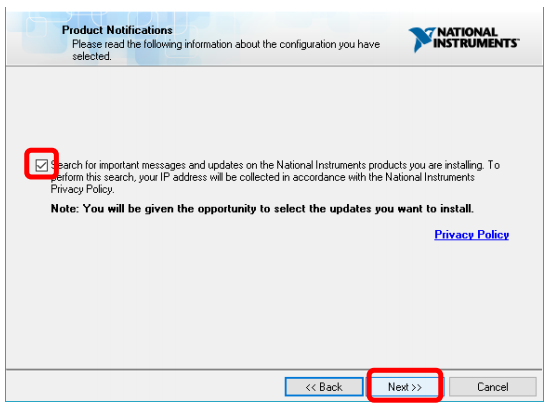 Product Notifications
Please read the following information about the configuration you have
selected.
NATIONAL
INSTRUMENTS
Search for important messages and updates on the National Instruments products you are installing. To
perform this search, your IP address will be collected in accordance with the National Instruments
Privacy Policy.
Note: You will be given the opportunity to select the updates you want to install.
Privacy Policy
<< Back
Next >>
Cancel